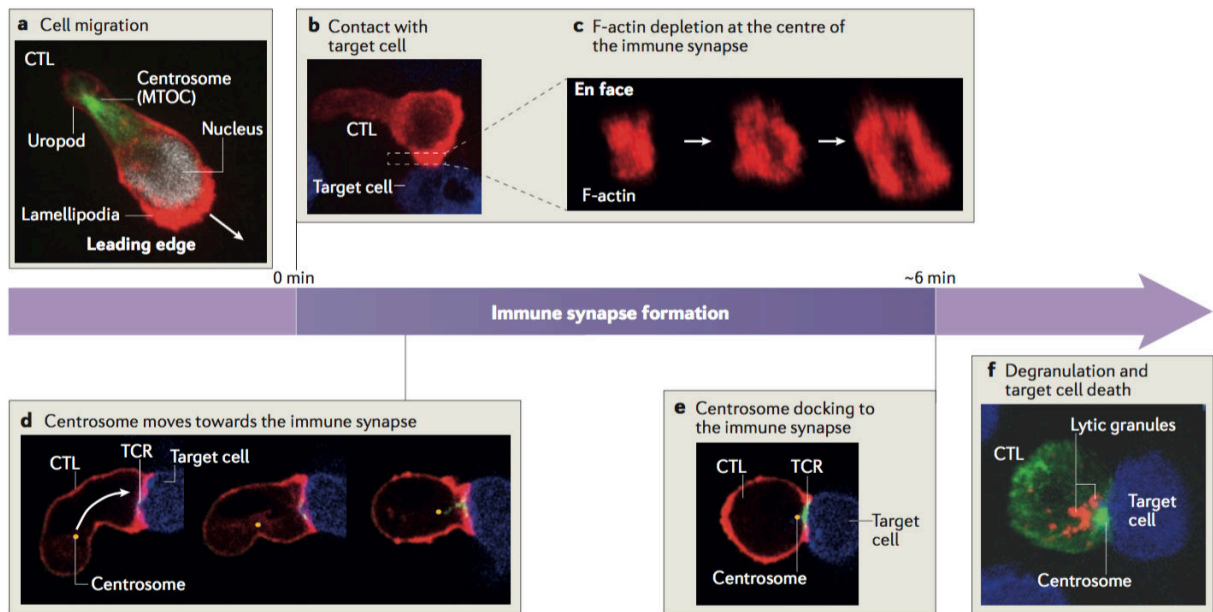 a Cell migration
CTL
Centrosome
(MTOC)
Nucleus
Uropod
Lamellipodia
Leading edge
b Contact with
target cell
CTL
Target cell
c F-actin depletion at the centre of
the immune synapse
En face
F-actin
0 min
~6 min
Immune synapse formation
d Centrosome moves towards the immune synapse
CTL
TCR
Target cell
Centrosome
e Centrosome docking to
the immune synapse
CTL
TCR
Target
cell
Centrosome
f Degranulation and
target cell death
Lytic granules
CTL
Target
cell
Centrosome